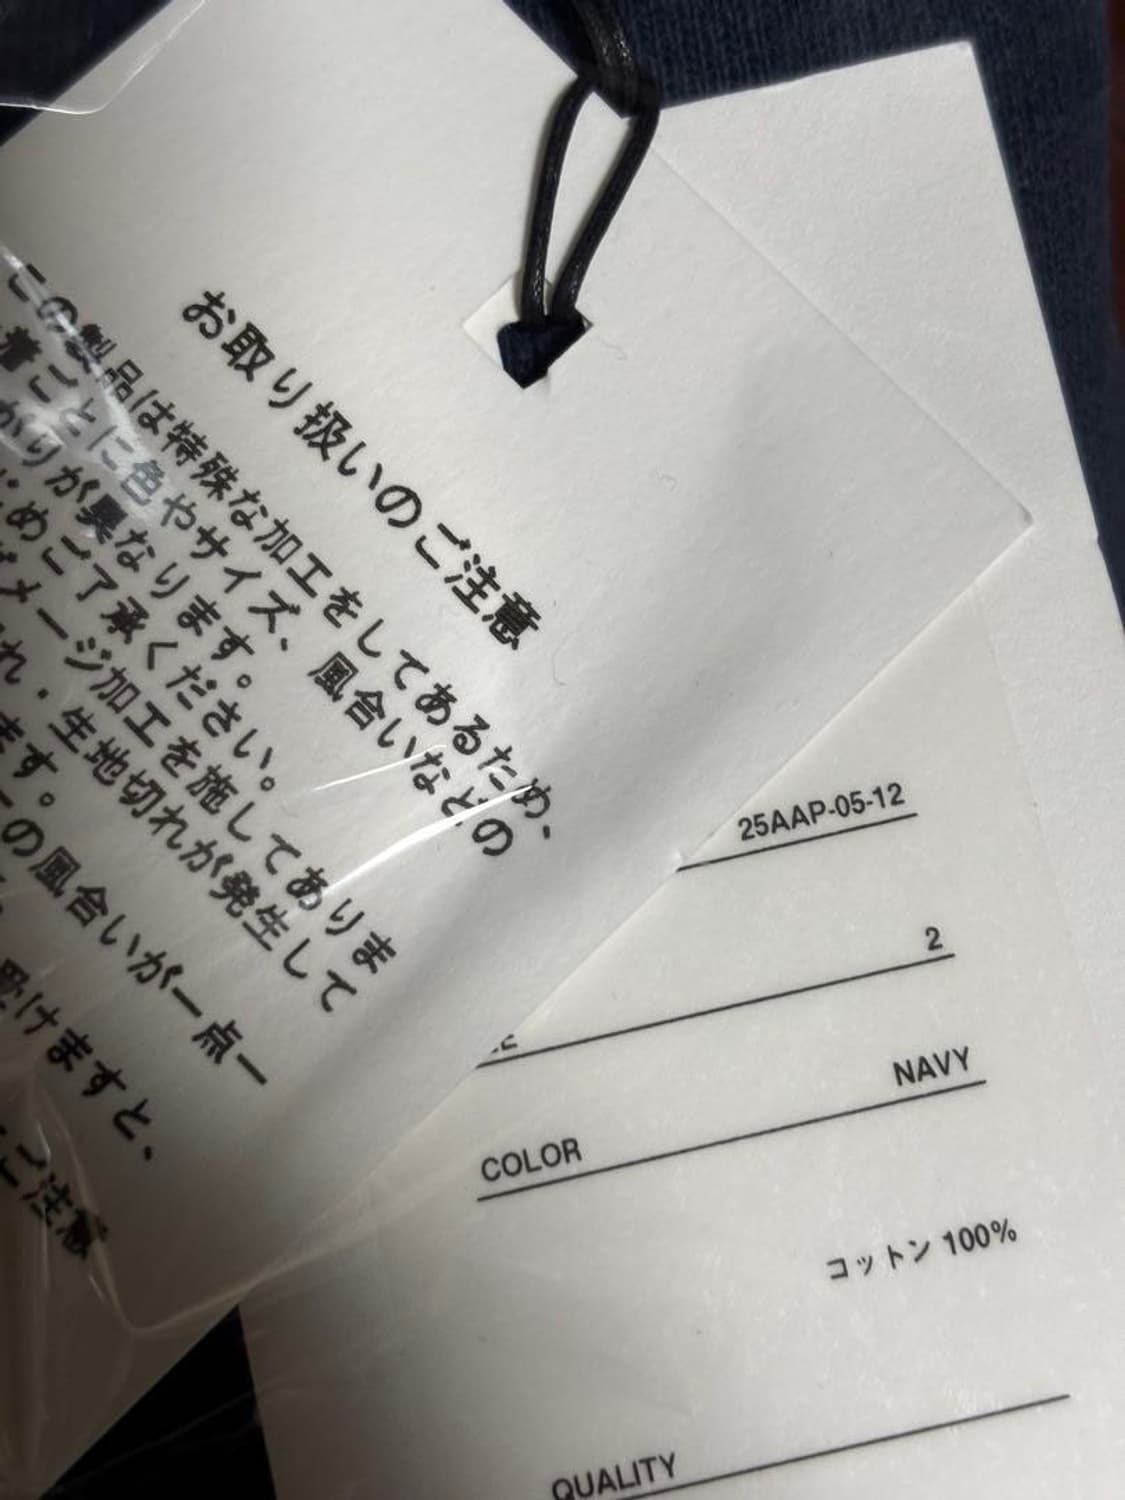 お取り扱いのご注意
この製品は特殊な加工をしてあるため、
着ごとに色やサイズ、風合いなどの
がりが異なります。
じめご了承ください。
メージ加工を施してありま
れ・生地切れが発生して
ます。
の風合いが一点一
受けますと、
ご注意
25AAP-05-12
2
NAVY
COLOR
コットン 100%
QUALITY